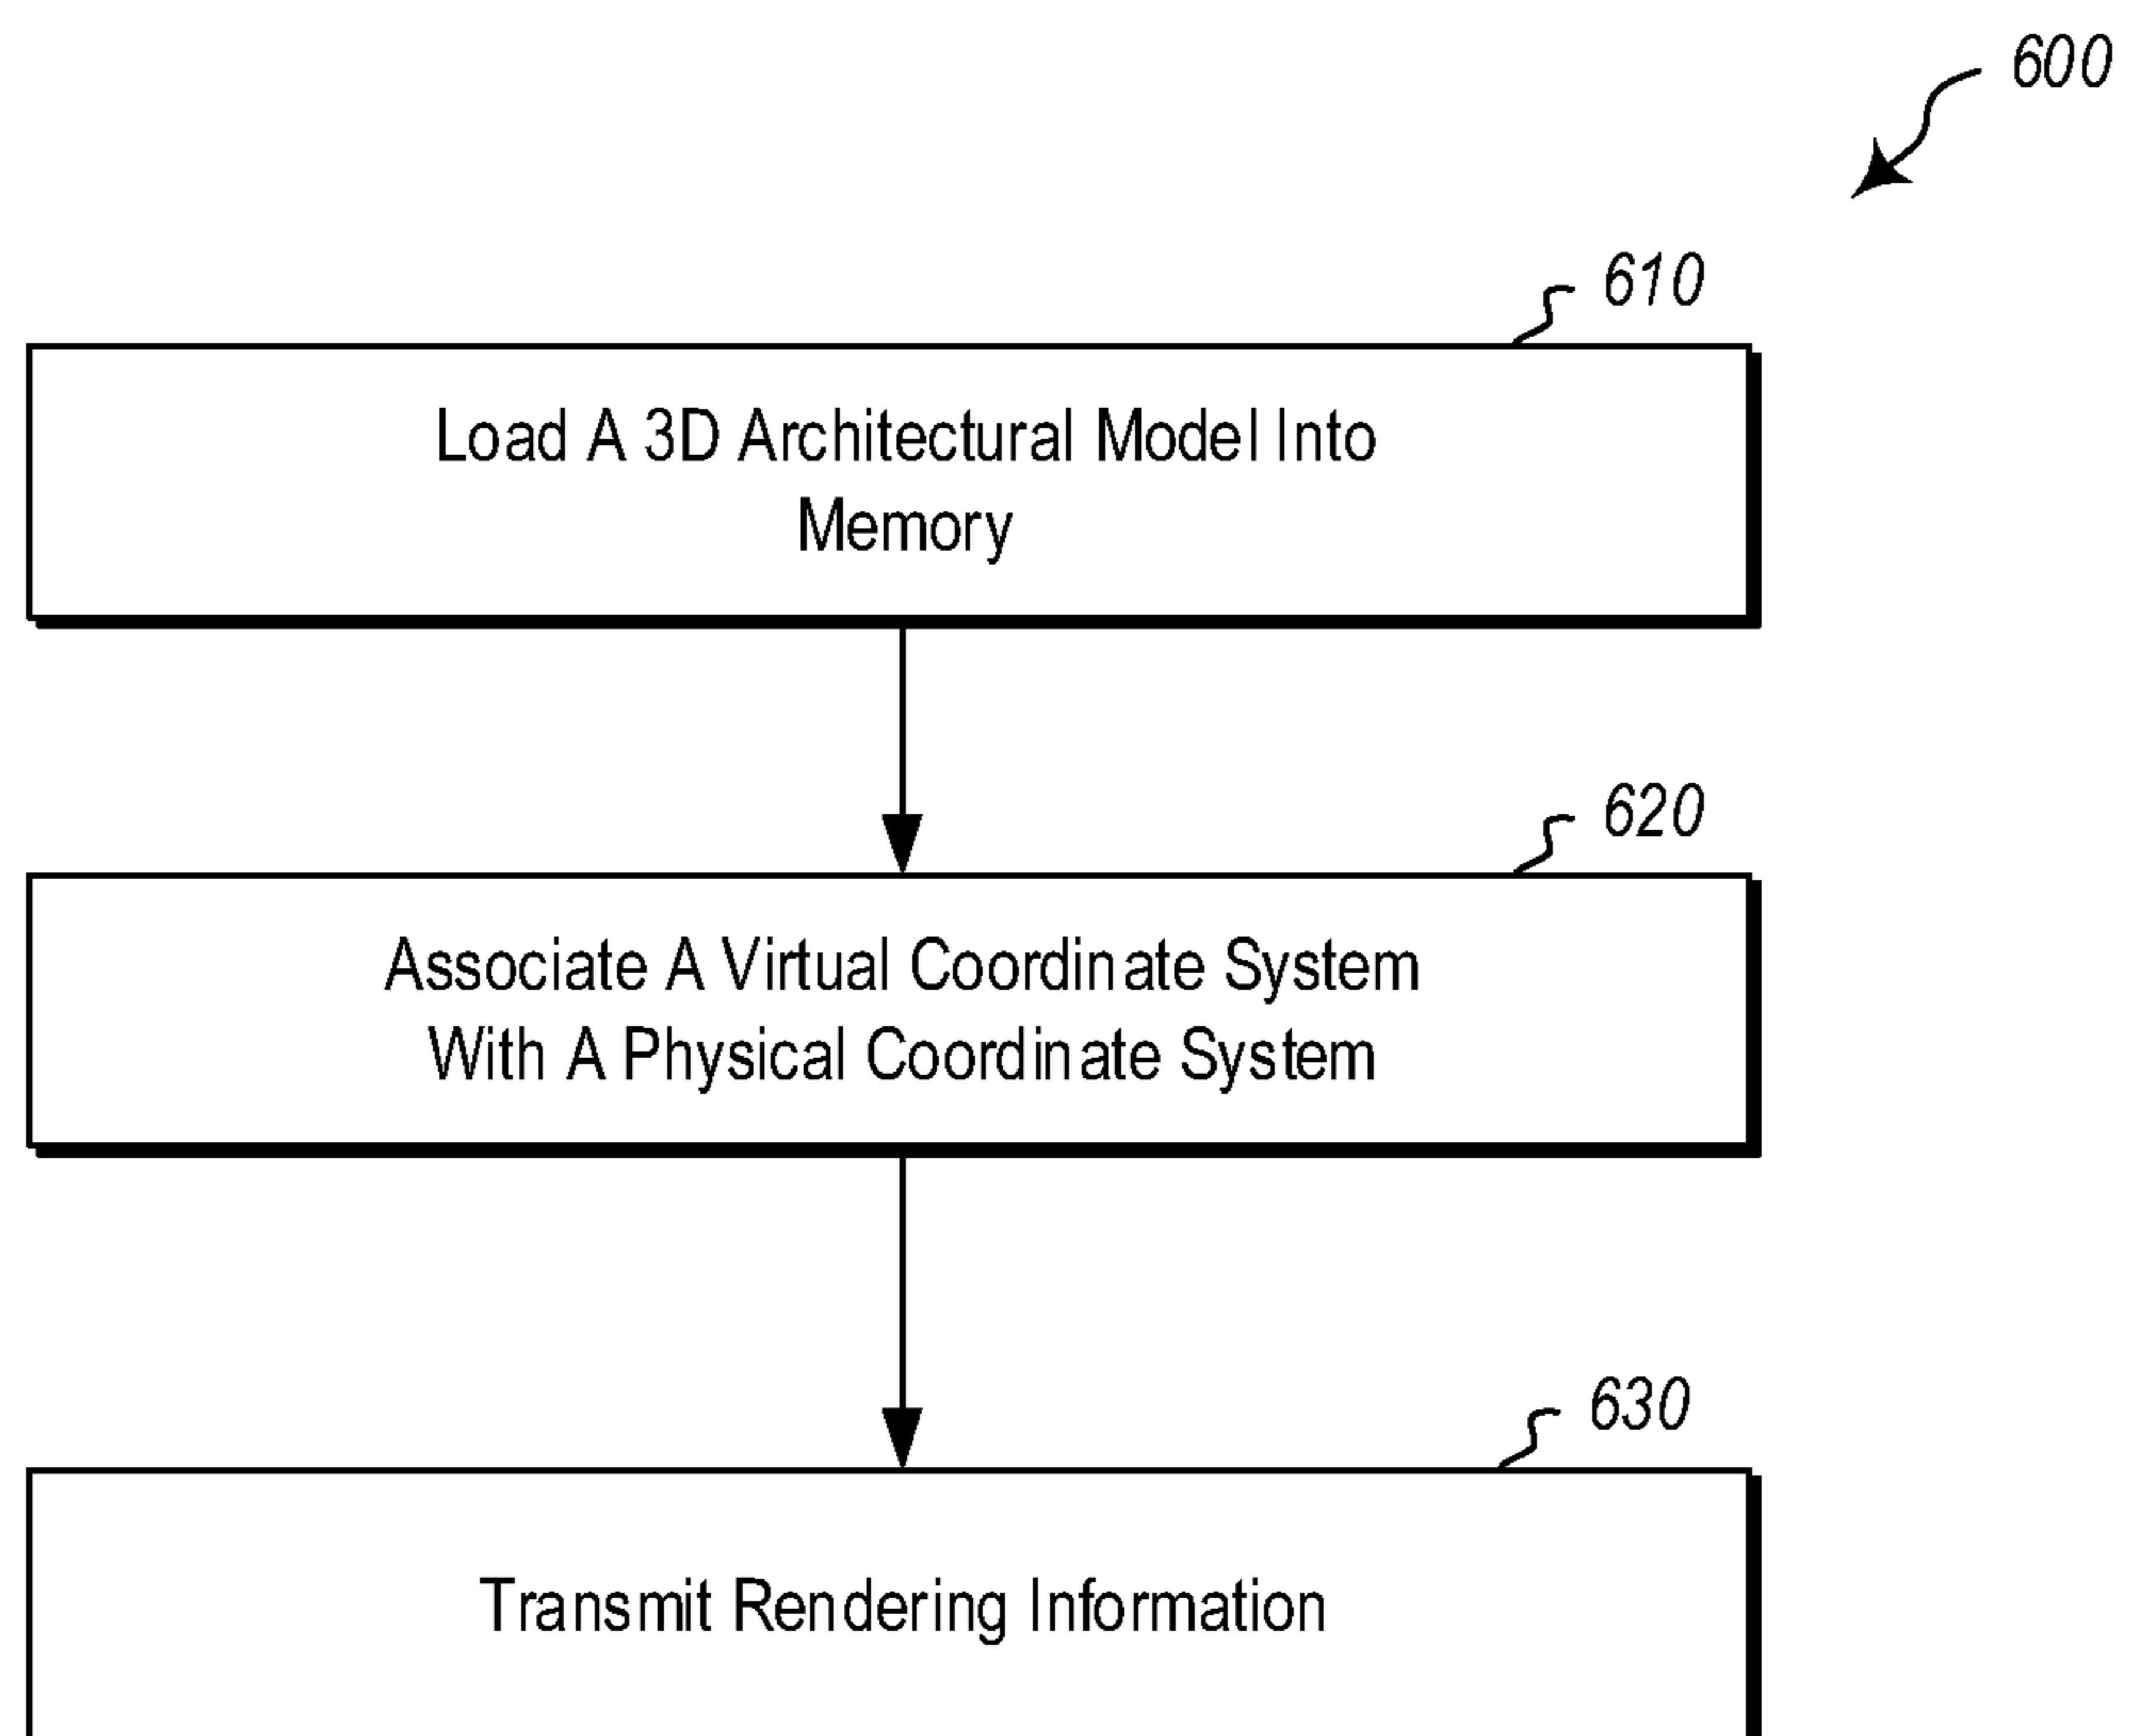 600
610
Load A 3D Architectural Model Into
Memory
620
Associate A Virtual Coordinate System
With A Physical Coordinate System
630
Transmit Rendering Information